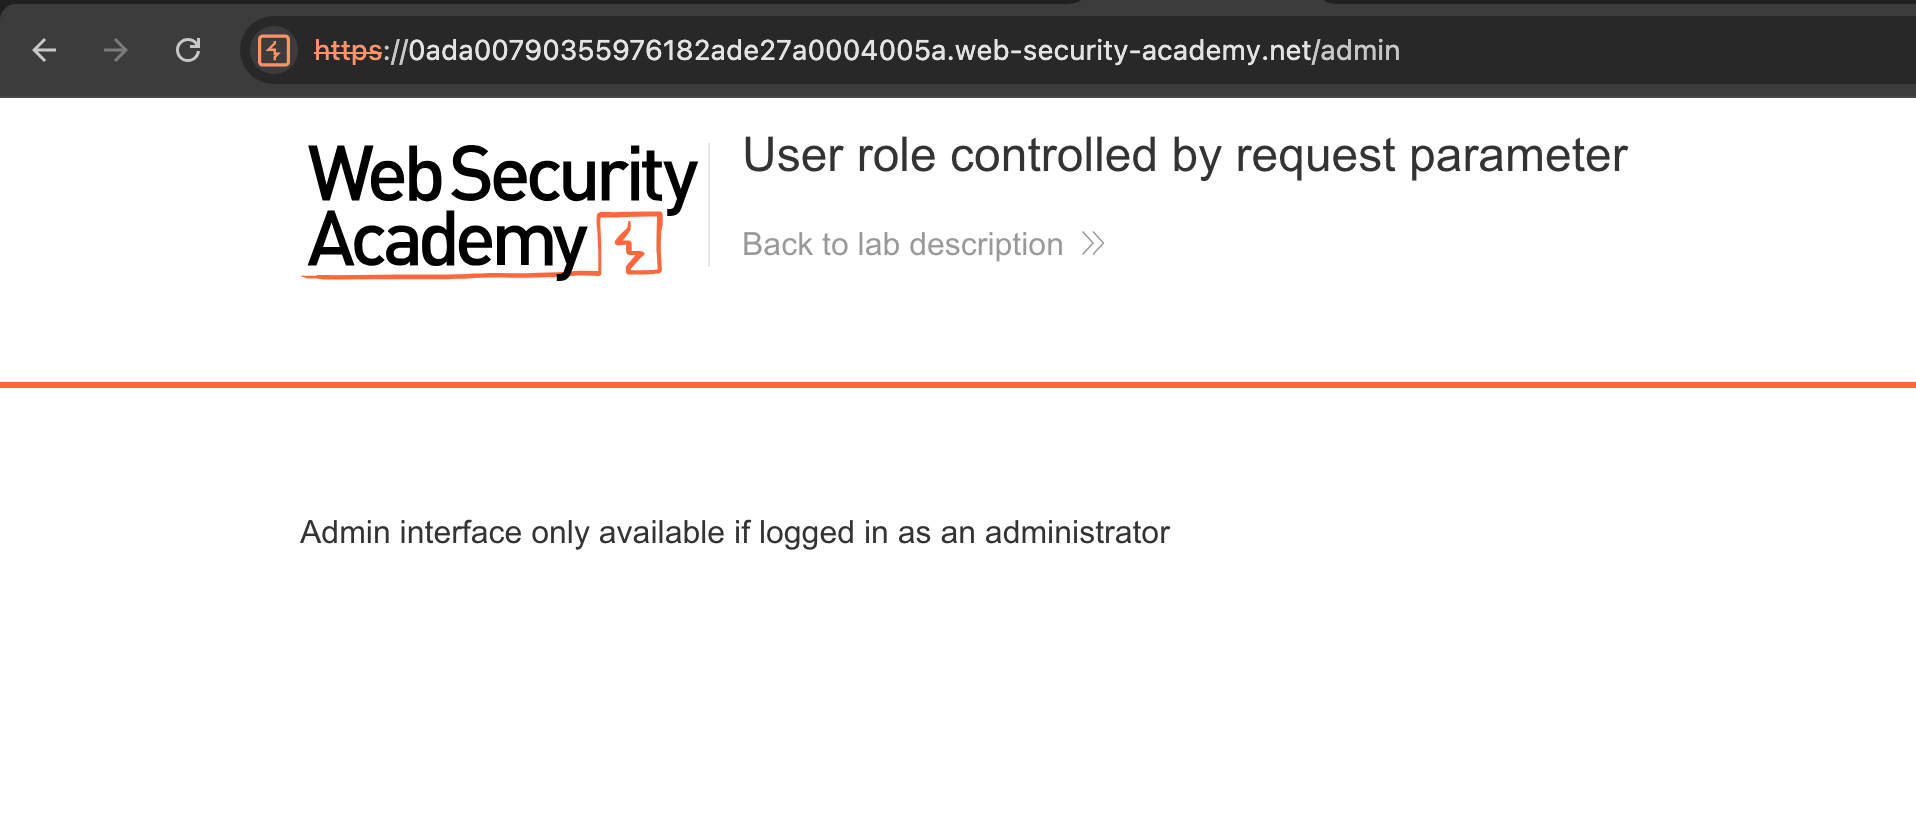 https://0ada00790355976182ade27a0004005a.web-security-academy.net/admin
Web Security
Academy
User role controlled by request parameter
Back to lab description
Admin interface only available if logged in as an administrator